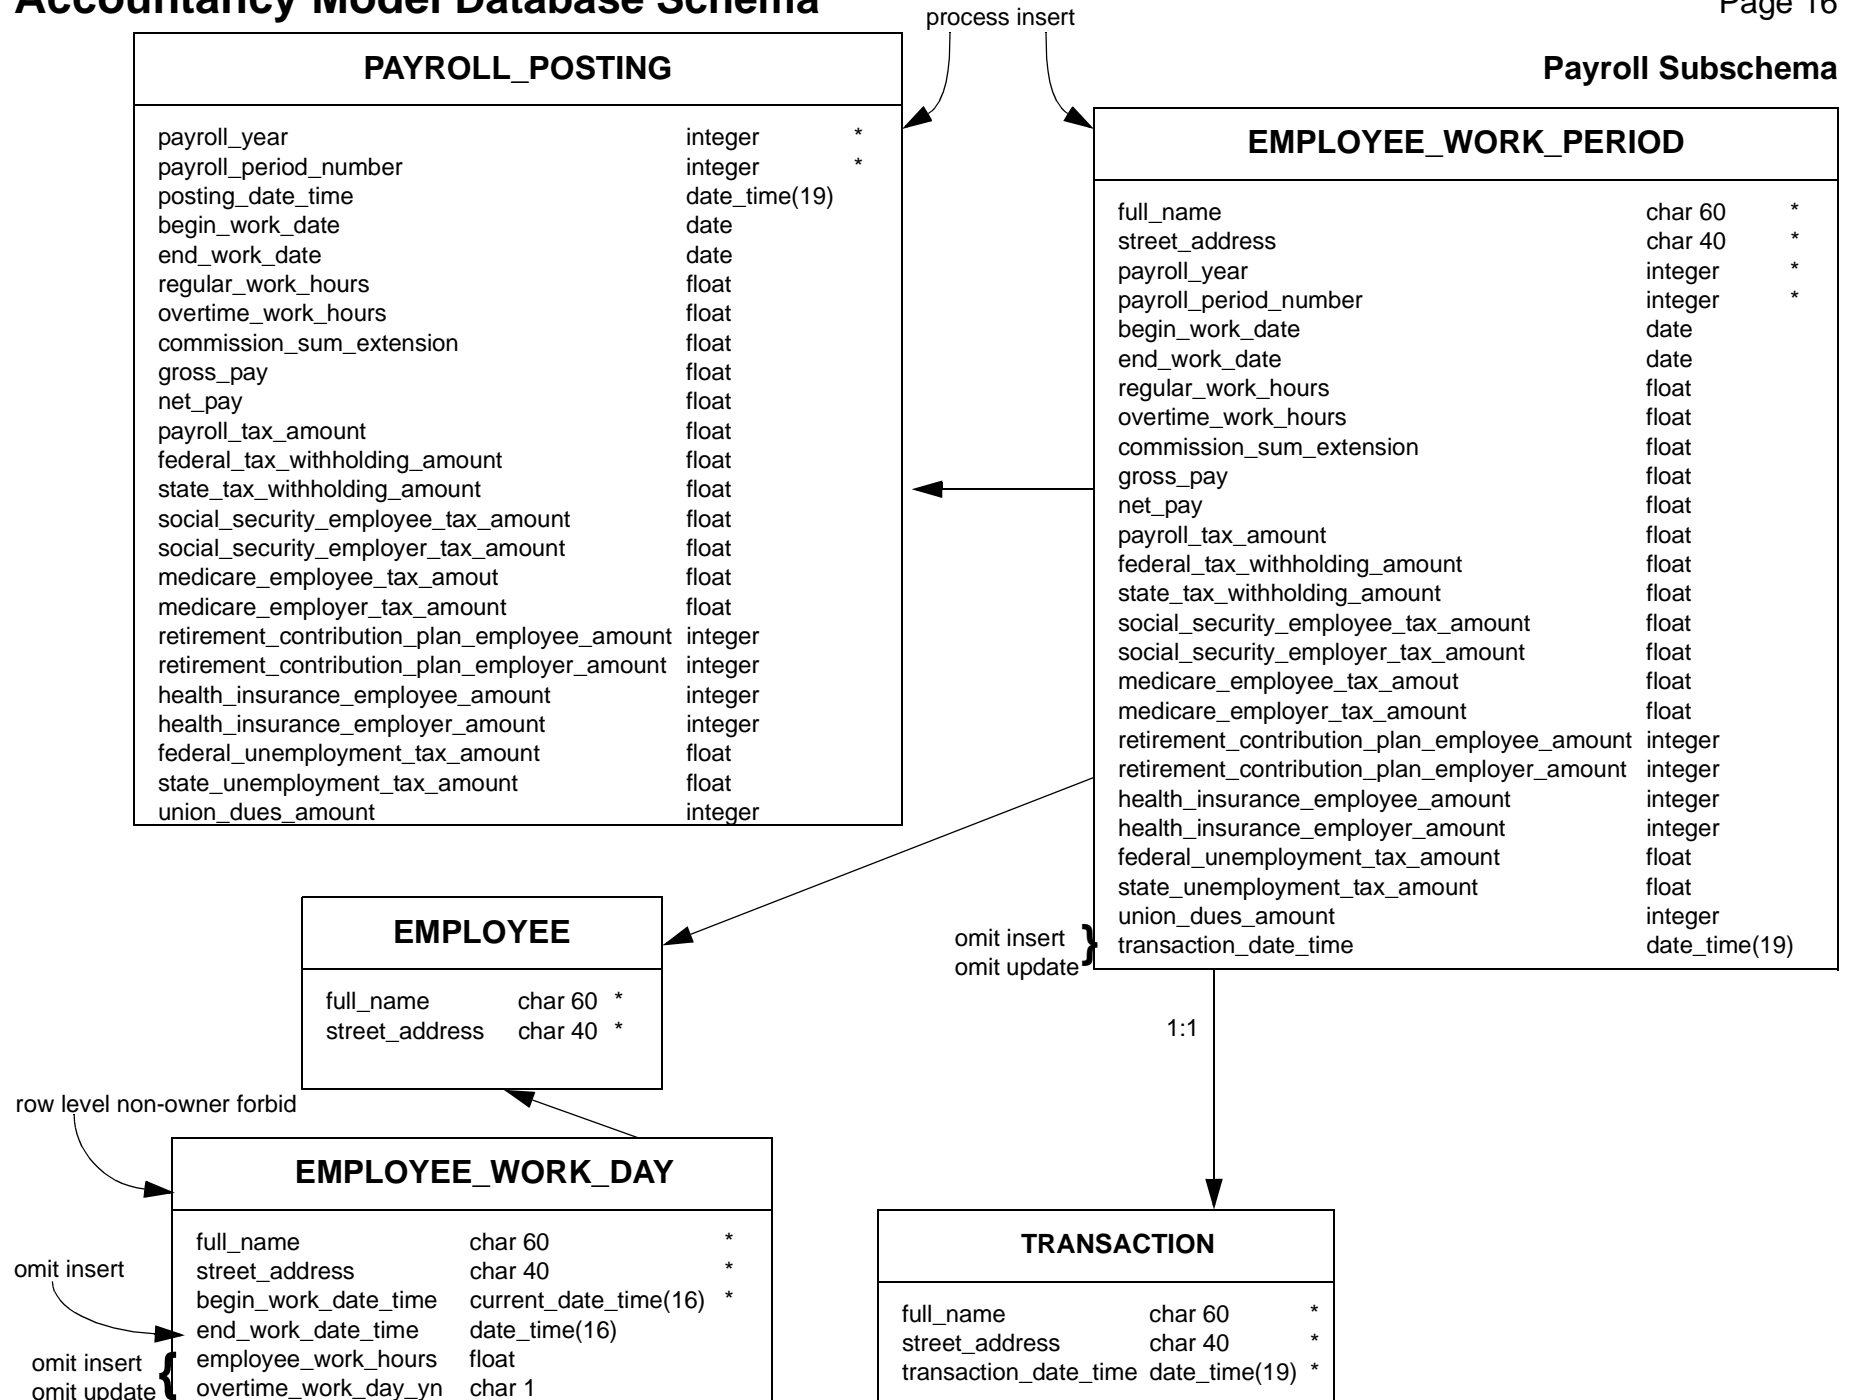 Accountancy Model Database Schema
Page 16
process insert
Payroll Subschema
PAYROLL_POSTING
payroll_year integer *
payroll_period_number integer *
posting_date_time date_time(19)
begin_work_date date
end_work_date date
regular_work_hours float
overtime_work_hours float
commission_sum_extension float
gross_pay float
net_pay float
payroll_tax_amount float
federal_tax_withholding_amount float
state_tax_withholding_amount float
social_security_employee_tax_amount float
social_security_employer_tax_amount float
medicare_employee_tax_amout float
medicare_employer_tax_amount float
retirement_contribution_plan_employee_amount integer
retirement_contribution_plan_employer_amount integer
health_insurance_employee_amount integer
health_insurance_employer_amount integer
federal_unemployment_tax_amount float
state_unemployment_tax_amount float
union_dues_amount integer
EMPLOYEE_WORK_PERIOD
full_name char 60 *
street_address char 40 *
payroll_year integer *
payroll_period_number integer *
begin_work_date date
end_work_date date
regular_work_hours float
overtime_work_hours float
commission_sum_extension float
gross_pay float
net_pay float
payroll_tax_amount float
federal_tax_withholding_amount float
state_tax_withholding_amount float
social_security_employee_tax_amount float
social_security_employer_tax_amount float
medicare_employee_tax_amout float
medicare_employer_tax_amount float
retirement_contribution_plan_employee_amount integer
retirement_contribution_plan_employer_amount integer
health_insurance_employee_amount integer
health_insurance_employer_amount integer
federal_unemployment_tax_amount float
state_unemployment_tax_amount float
union_dues_amount integer
transaction_date_time date_time(19)
omit insert
omit update
}
EMPLOYEE
full_name char 60 *
street_address char 40 *
1:1
row level non-owner forbid
EMPLOYEE_WORK_DAY
full_name char 60 *
street_address char 40 *
begin_work_date_time current_date_time(16) *
end_work_date_time date_time(16)
employee_work_hours float
overtime_work_day_yn char 1
omit insert
omit insert
omit update
{
TRANSACTION
full_name char 60 *
street_address char 40 *
transaction_date_time date_time(19) *